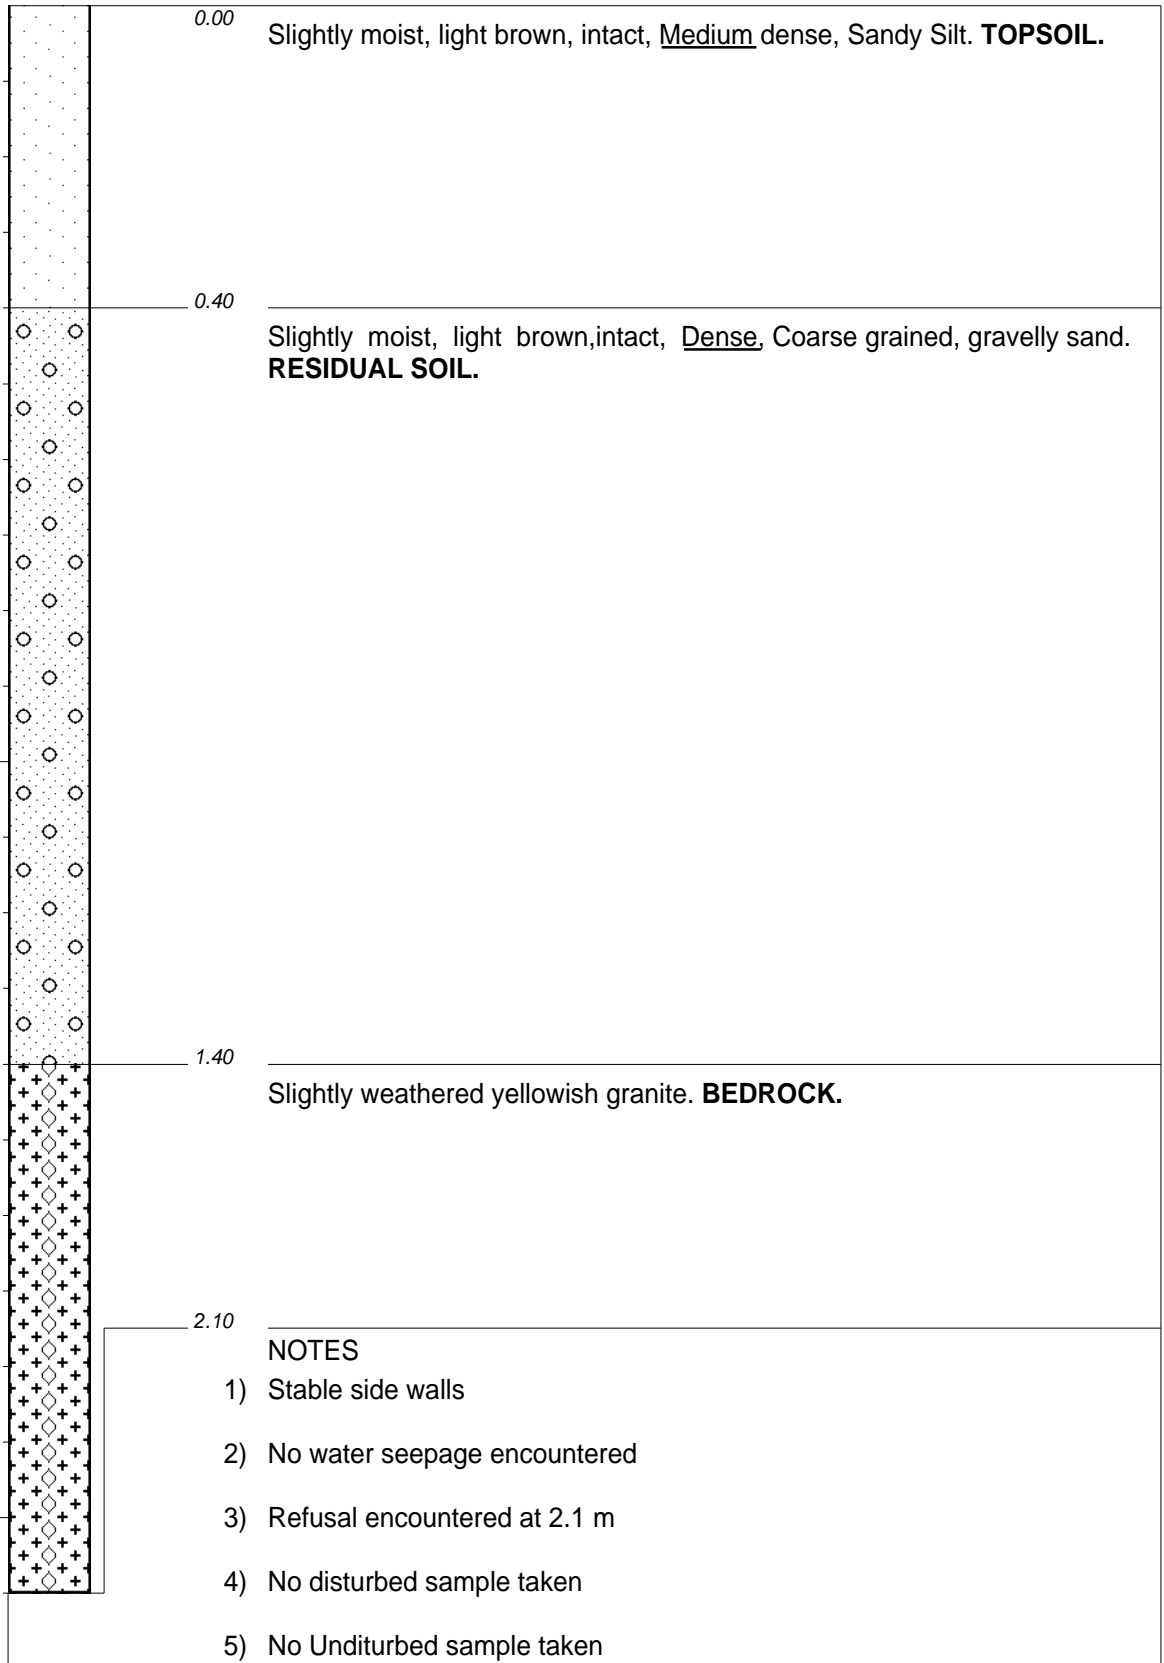 0.00
Slightly moist, light brown, intact, Medium dense, Sandy Silt. TOPSOIL.
0.40
Slightly moist, light brown,intact, Dense, Coarse grained, gravelly sand.
RESIDUAL SOIL.
1.40
Slightly weathered yellowish granite. BEDROCK.
2.10
NOTES
1) Stable side walls
2) No water seepage encountered
3) Refusal encountered at 2.1 m
4) No disturbed sample taken
5) No Unditurbed sample taken